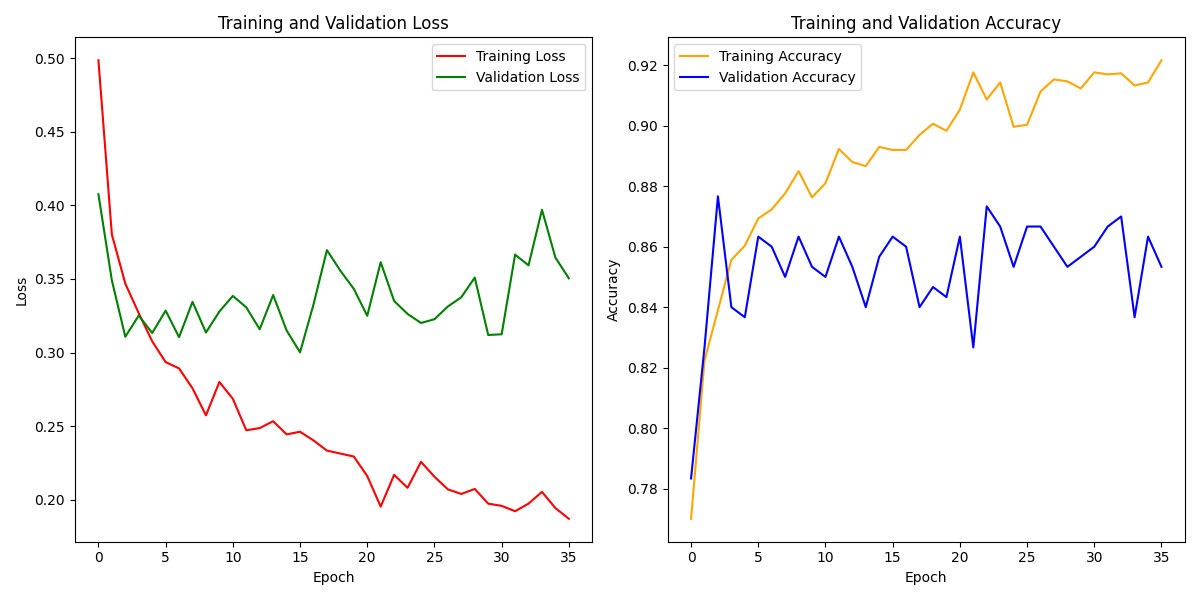 Training and Validation Loss
Training Loss
Validation Loss
0.50
0.45
0.40
0.35
0.30
0.25
0.20
Loss
0 5 10 15 20 25 30 35
Epoch
Training and Validation Accuracy
Training Accuracy
Validation Accuracy
0.92
0.90
0.88
0.86
0.84
0.82
0.80
0.78
Accuracy
0 5 10 15 20 25 30 35
Epoch